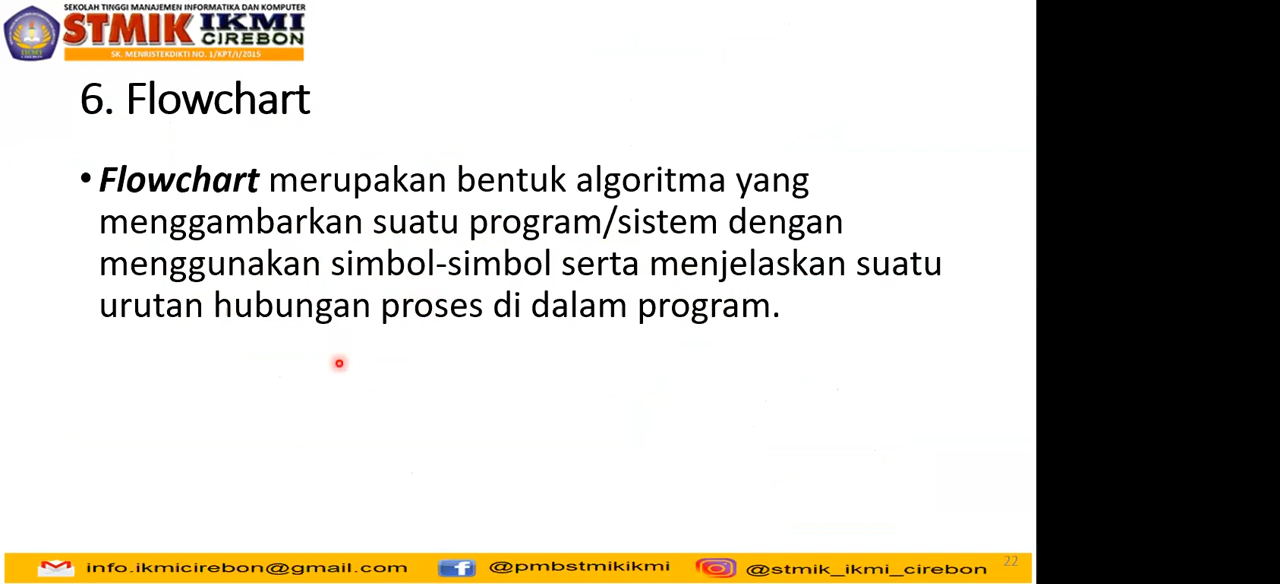 SEKOLAH TINGGI MANAJEMEN INFORMATIKA DAN KOMPUTER
STMIK IKMI
CIREBON
SK. MENRISTEKDIKTI NO. 1/KPT/I/2015
6. Flowchart
• Flowchart merupakan bentuk algoritma yang
menggambarkan suatu program/sistem dengan
menggunakan simbol-simbol serta menjelaskan suatu
urutan hubungan proses di dalam program.
info.ikmicirebon@gmail.com @pmbstmikikmi @stmik_ikmi_cirebon 22